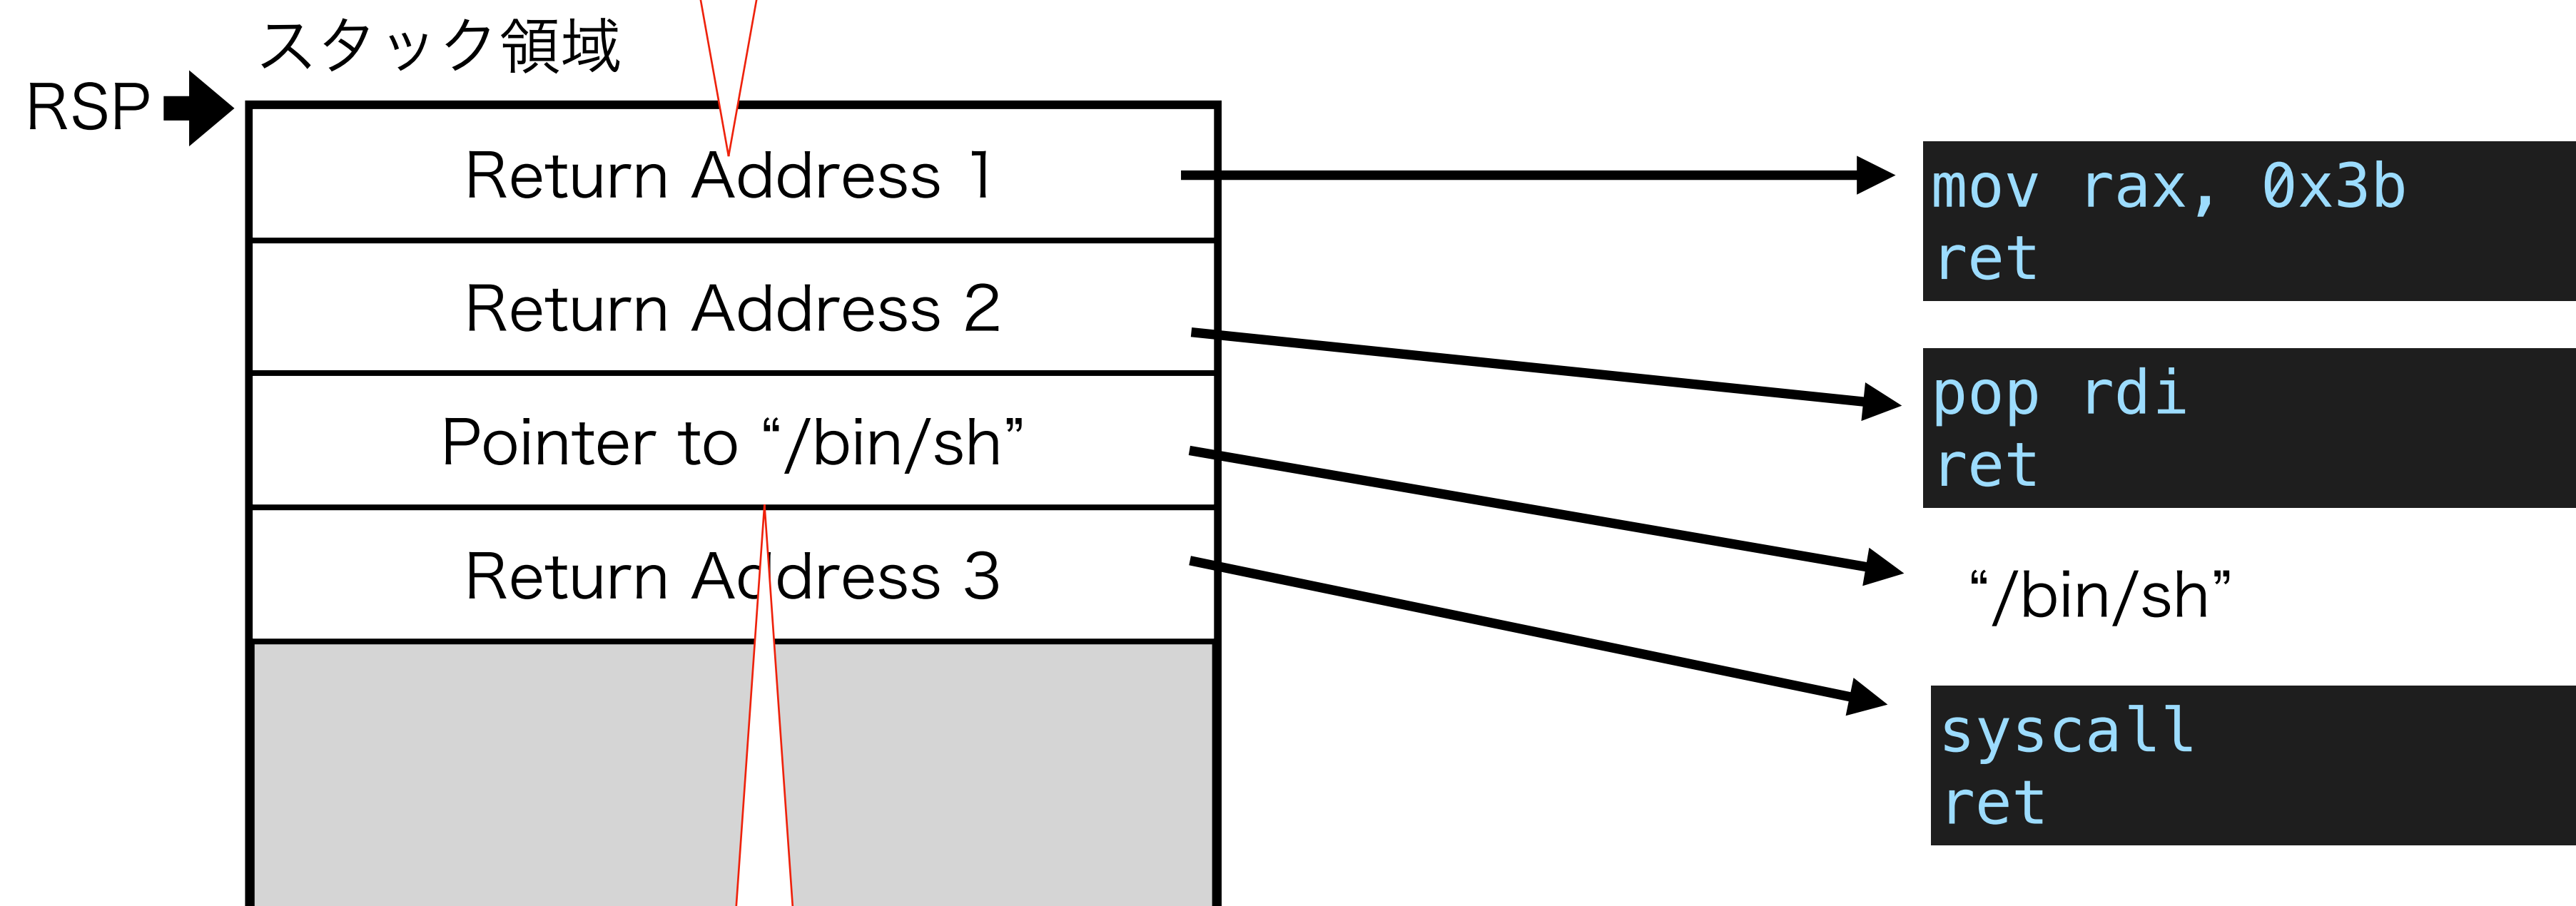 スタック領域
RSP
Return Address 1
Return Address 2
Pointer to “/bin/sh”
Return Address 3
mov rax, 0x3b
ret
pop rdi
ret
“/bin/sh”
syscall
ret